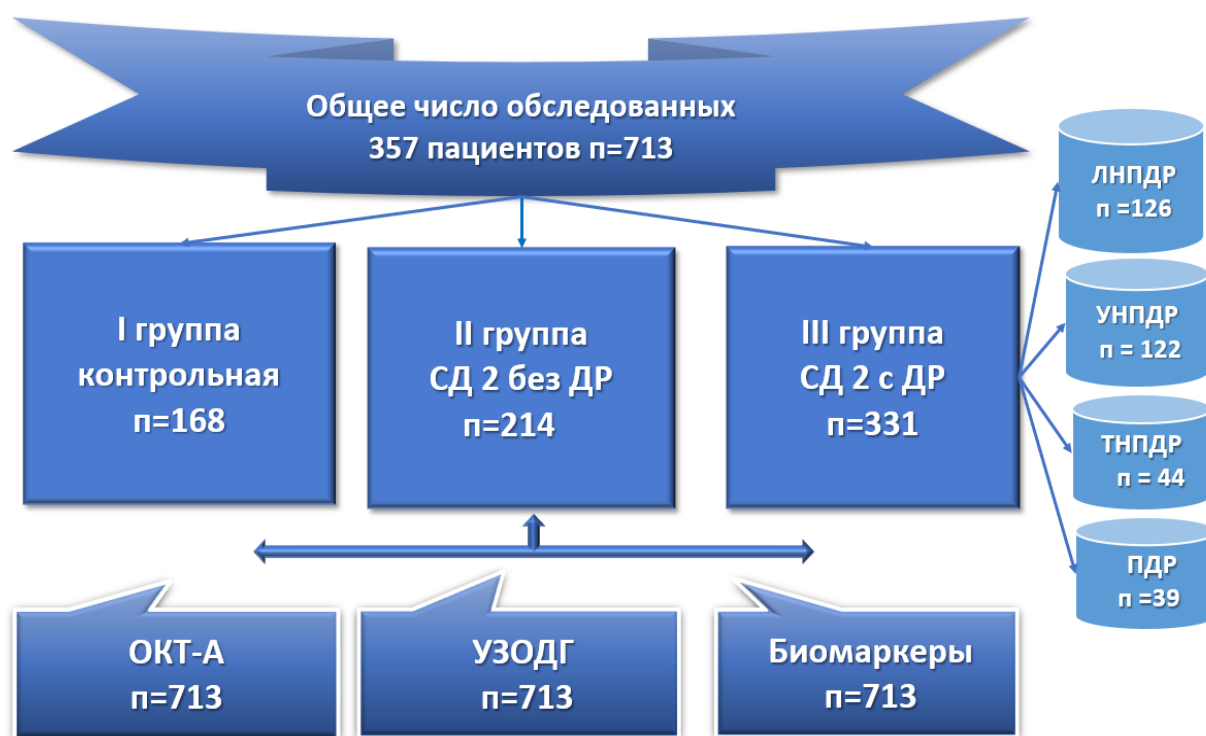 Общее число обследованных
357 пациентов п=713
I группа
контрольная
п=168
II группа
СД 2 без ДР
п=214
III группа
СД 2 с ДР
п=331
ЛНПДР
п =126
УНПДР
п = 122
ТНПДР
п = 44
ПДР
п =39
ОКТ-А
п=713
УЗОДГ
п=713
Биомаркеры
п=713